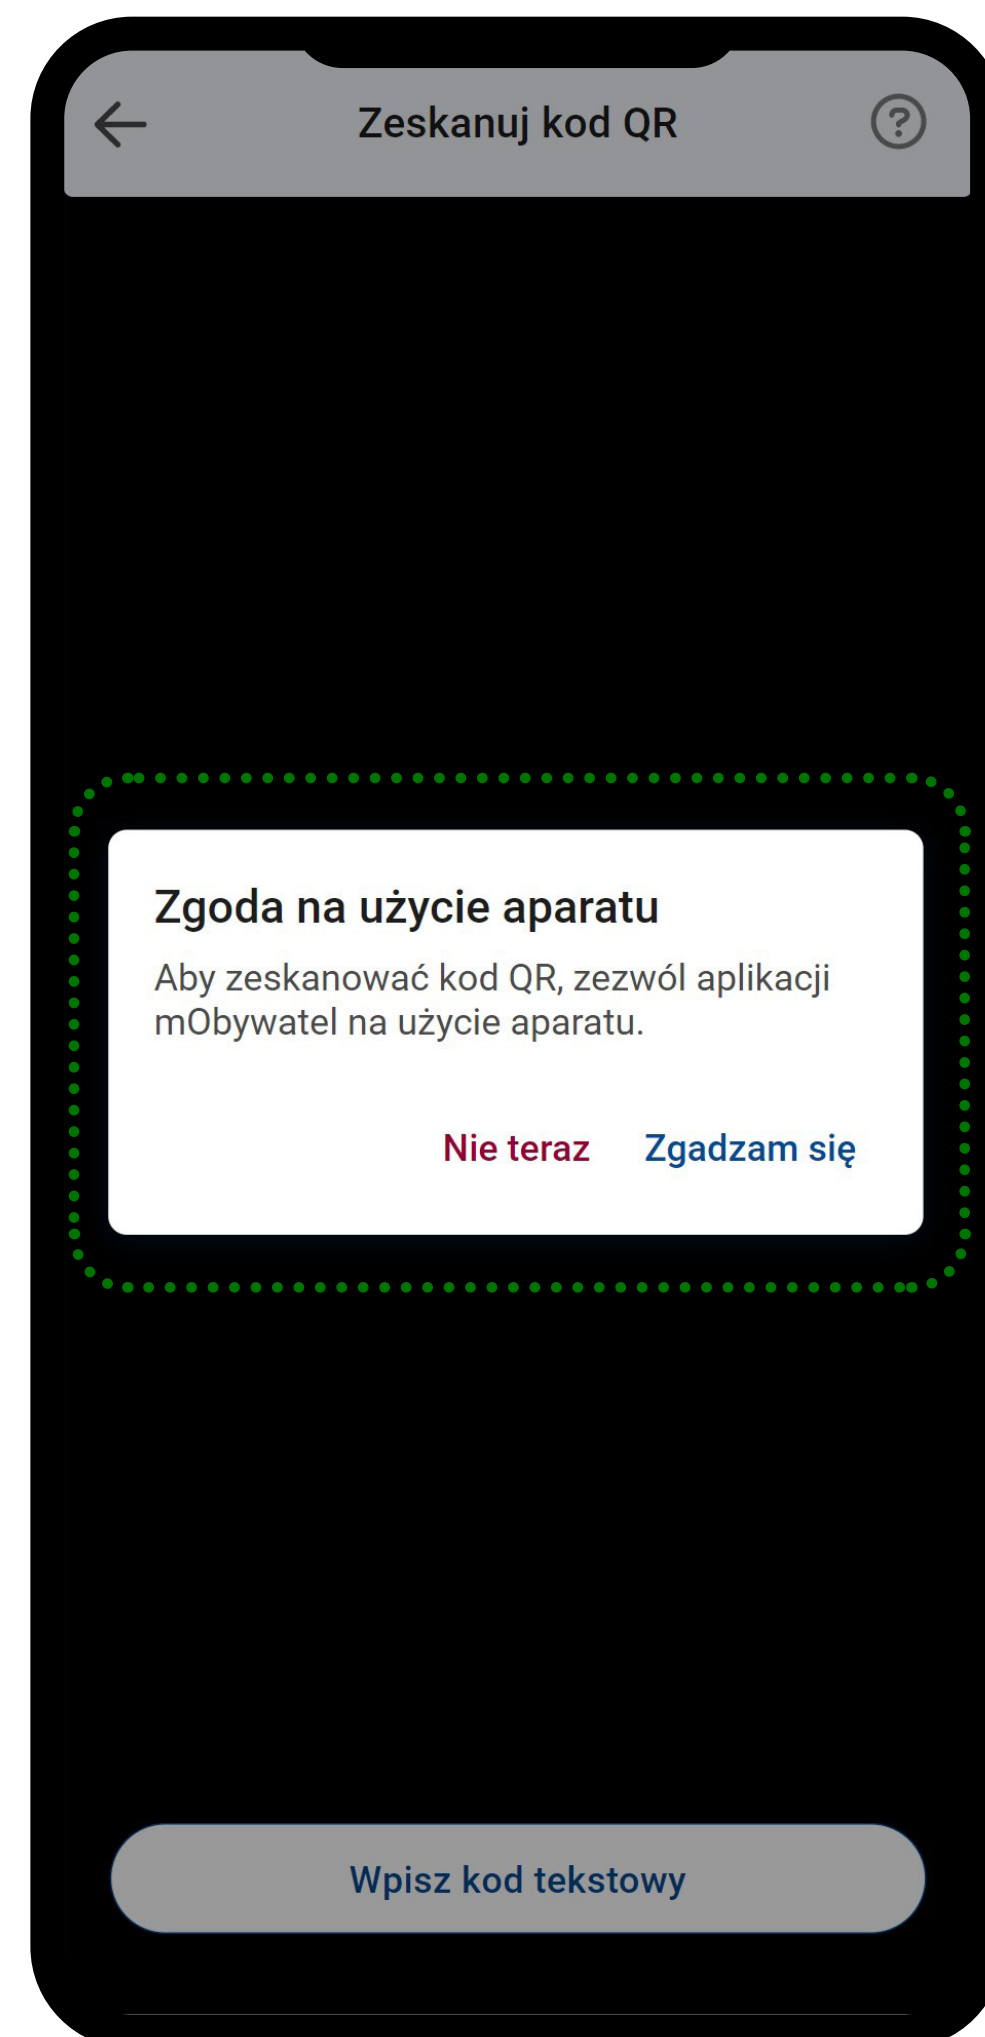 Zeskanuj kod QR
Zgoda na użycie aparatu
Aby zeskanować kod QR, zezwól aplikacji
mObywatel na użycie aparatu.
Nie teraz Zgadzam się
Wpisz kod tekstowy